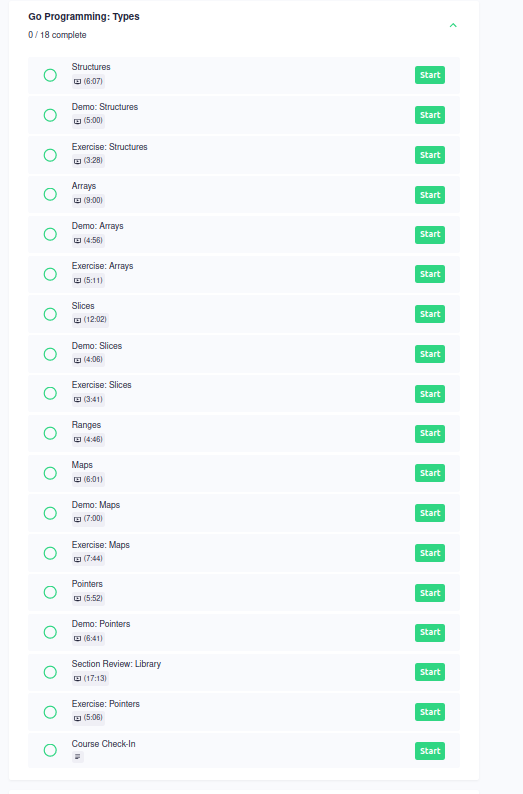 Go Programming: Types
0 / 18 complete
Structures
Start
(6:07)
Demo: Structures
Start
(5:00)
Exercise: Structures
Start
(3:28)
Arrays
Start
(9:00)
Demo: Arrays
Start
(4:56)
Exercise: Arrays
Start
(5:11)
Slices
Start
(12:02)
Demo: Slices
Start
(4:06)
Exercise: Slices
Start
(3:41)
Ranges
Start
(4:46)
Maps
Start
(6:01)
Demo: Maps
Start
(7:00)
Exercise: Maps
Start
(7:44)
Pointers
Start
(5:52)
Demo: Pointers
Start
(6:41)
Section Review: Library
Start
(17:13)
Exercise: Pointers
Start
(5:06)
Course Check-In
Start